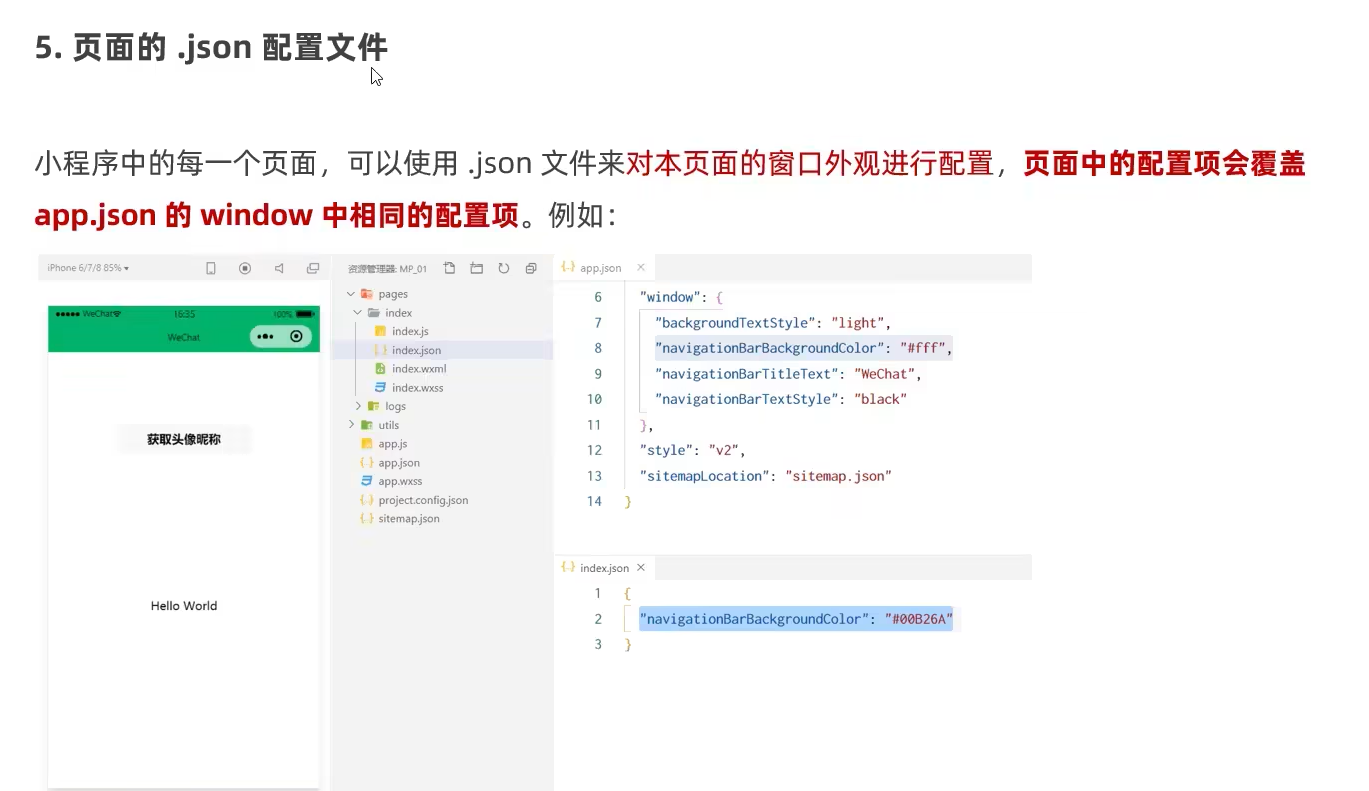 5. 页面的 .json 配置文件
小程序中的每一个页面，可以使用 .json 文件来对本页面的窗口外观进行配置，页面中的配置项会覆盖
app.json 的 window 中相同的配置项。例如：
iPhone 6/7/8 85%
WeChat 16:35 100%
WeChat
获取头像昵称
Hello World
资源管理器: MP_01
pages
index
index.js
index.json
index.wxml
index.wxss
logs
utils
app.js
app.json
app.wxss
project.config.json
sitemap.json
app.json
6 "window": {
7 "backgroundTextStyle": "light",
8 "navigationBarBackgroundColor": "#fff",
9 "navigationBarTitleText": "WeChat",
10 "navigationBarTextStyle": "black"
11 },
12 "style": "v2",
13 "sitemapLocation": "sitemap.json"
14 }
index.json
1 {
2 "navigationBarBackgroundColor": "#00B26A"
3 }